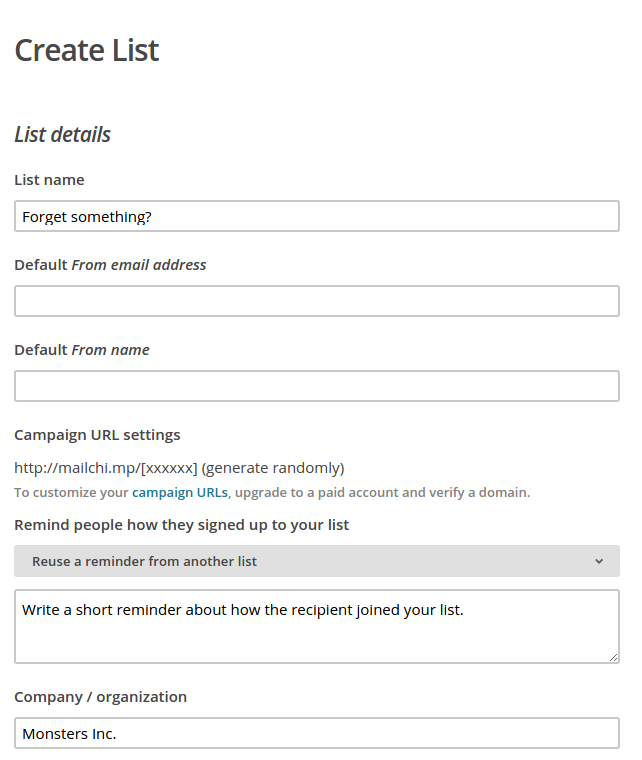 Create List
List details
List name
Forget something?
Default From email address
Default From name
Campaign URL settings
http://mailchi.mp/[xxxxxx] (generate randomly)
To customize your campaign URLs, upgrade to a paid account and verify a domain.
Remind people how they signed up to your list
Reuse a reminder from another list
Write a short reminder about how the recipient joined your list.
Company / organization
Monsters Inc.